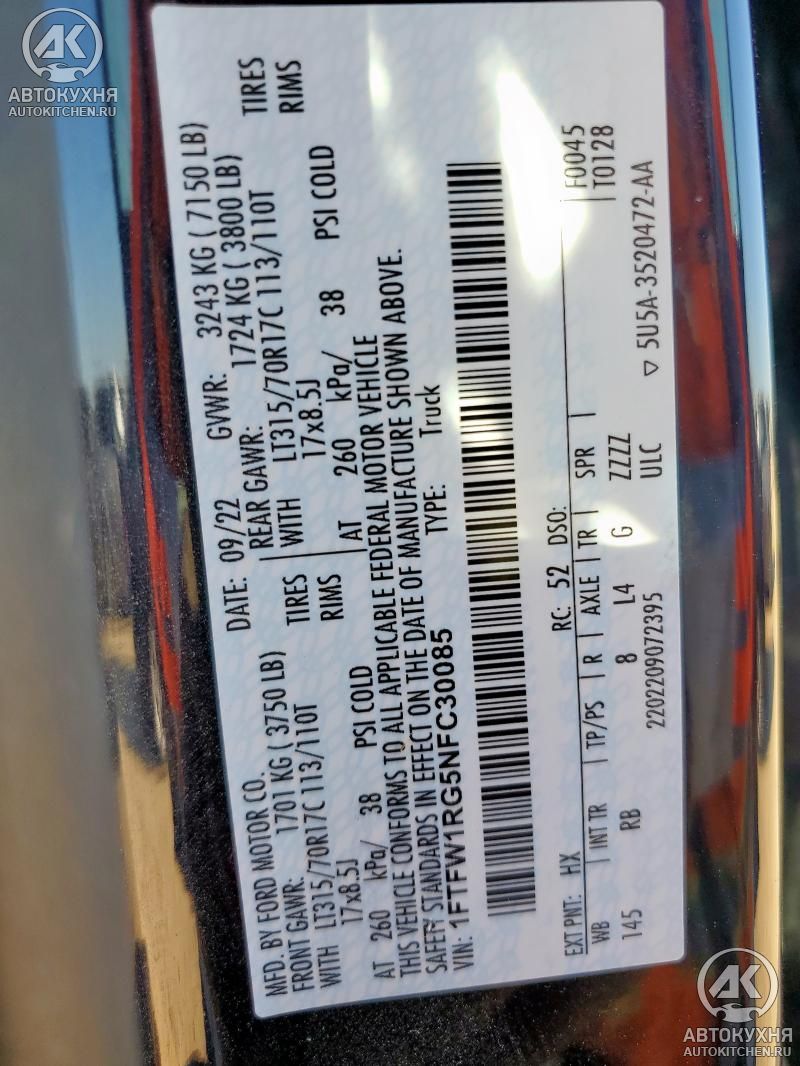 AK
АВТОКУХНЯ
AUTOKITCHEN.RU
MFD. BY FORD MOTOR CO.
DATE: 09/22 GVWR: 3243 KG ( 7150 LB)
FRONT GAWR: 1701 KG ( 3750 LB) REAR GAWR: 1724 KG ( 3800 LB)
WITH LT315/70R17C 113/110T TIRES WITH LT315/70R17C 113/110T TIRES
17x8.5J RIMS 17x8.5J RIMS
AT 260 kPa/ 38 PSI COLD AT 260 kPa/ 38 PSI COLD
THIS VEHICLE CONFORMS TO ALL APPLICABLE FEDERAL MOTOR VEHICLE
SAFETY STANDARDS IN EFFECT ON THE DATE OF MANUFACTURE SHOWN ABOVE.
VIN: 1FTFW1RG5NFC30085 TYPE: Truck
EXT PNT: HX RC: 52 DSO: F0045
WB INT TR TP/PS R AXLE TR SPR T0128
145 RB 8 L4 G ZZZZ
2202209072395 ULC ▽ 5U5A-3520472-AA
AK
АВТОКУХНЯ
AUTOKITCHEN.RU